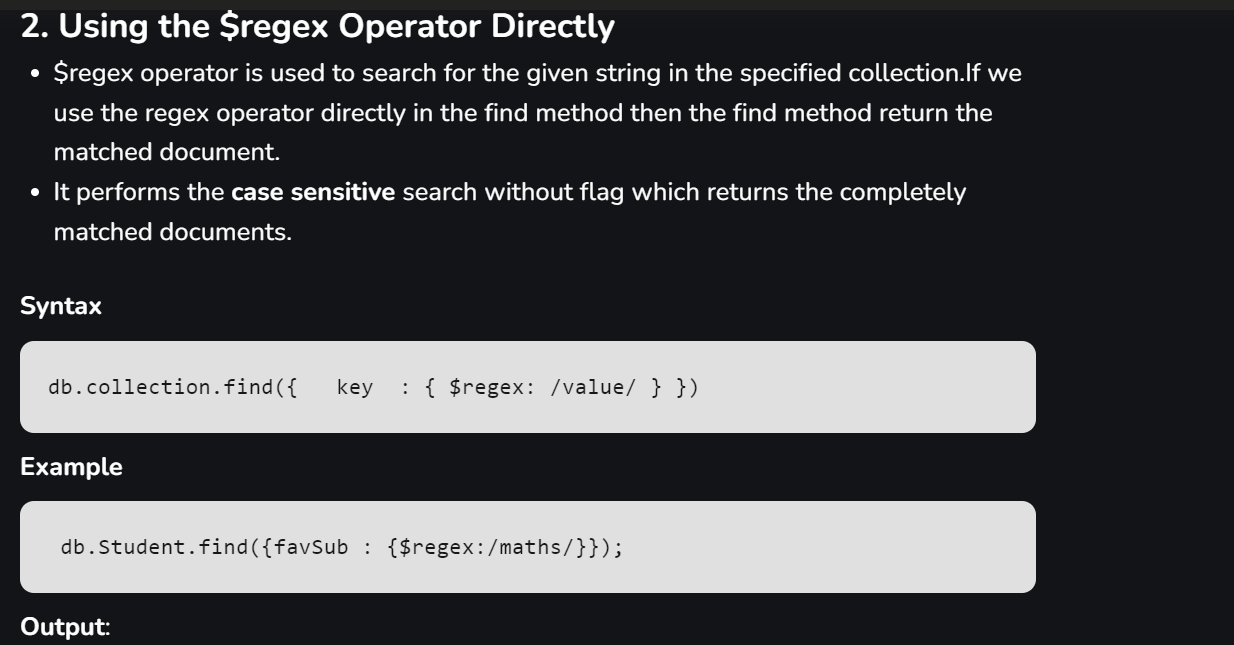 2. Using the $regex Operator Directly
• $regex operator is used to search for the given string in the specified collection.If we
use the regex operator directly in the find method then the find method return the
matched document.
• It performs the case sensitive search without flag which returns the completely
matched documents.
Syntax
db.collection.find({   key  : { $regex: /value/ } })
Example
db.Student.find({favSub : {$regex:/maths/}});
Output: